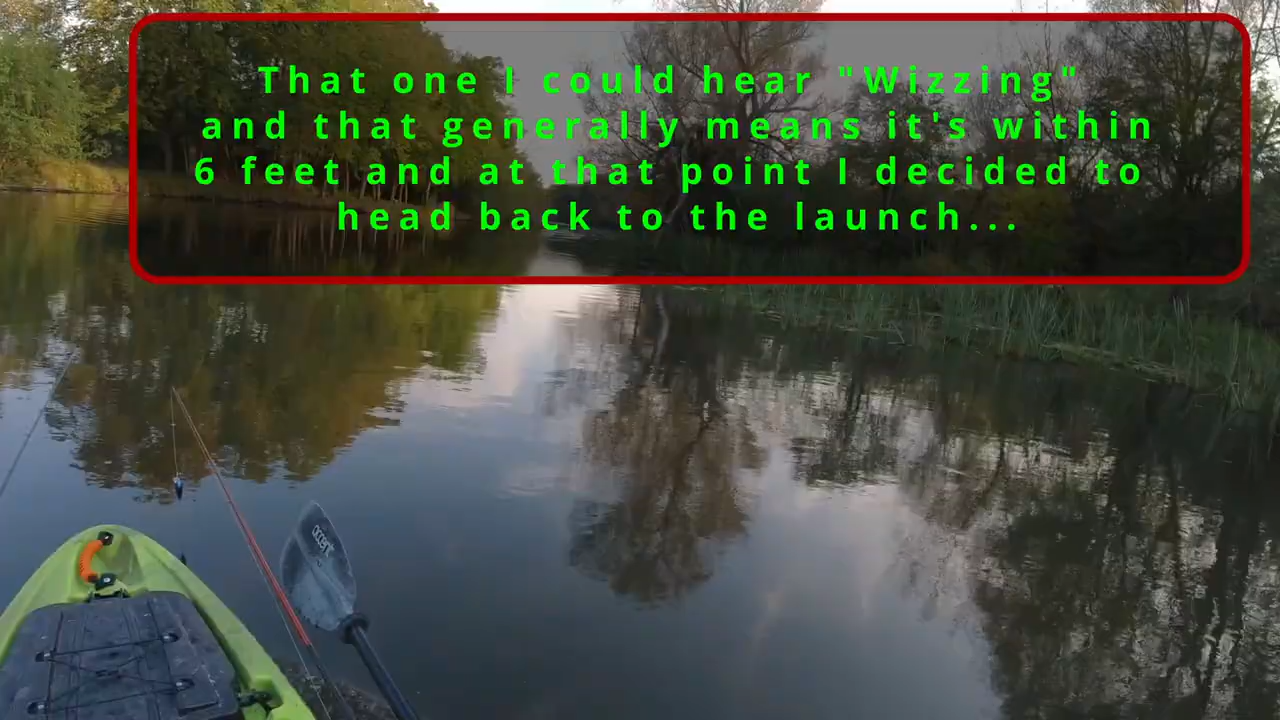 That one I could hear "Wizzing"
and that generally means it's within
6 feet and at that point I decided to
head back to the launch...
accent